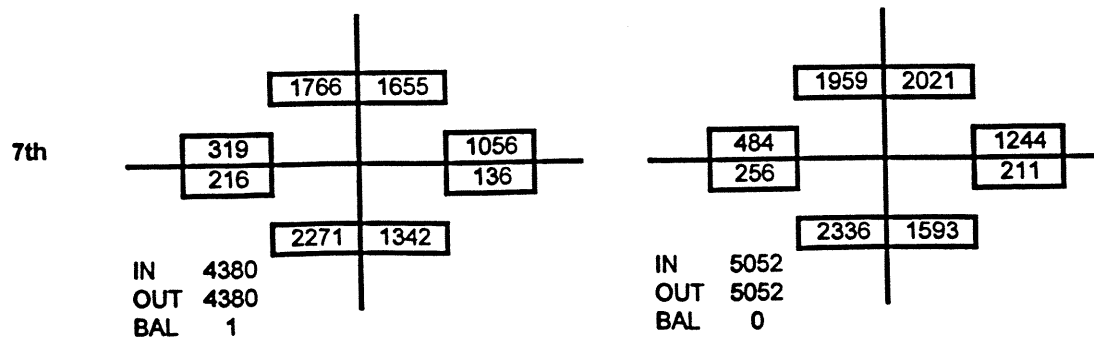 1766 1655
1959 2021
7th
319
216
1056
136
484
256
1244
211
2271 1342
2336 1593
IN 4380
OUT 4380
BAL 1
IN 5052
OUT 5052
BAL 0